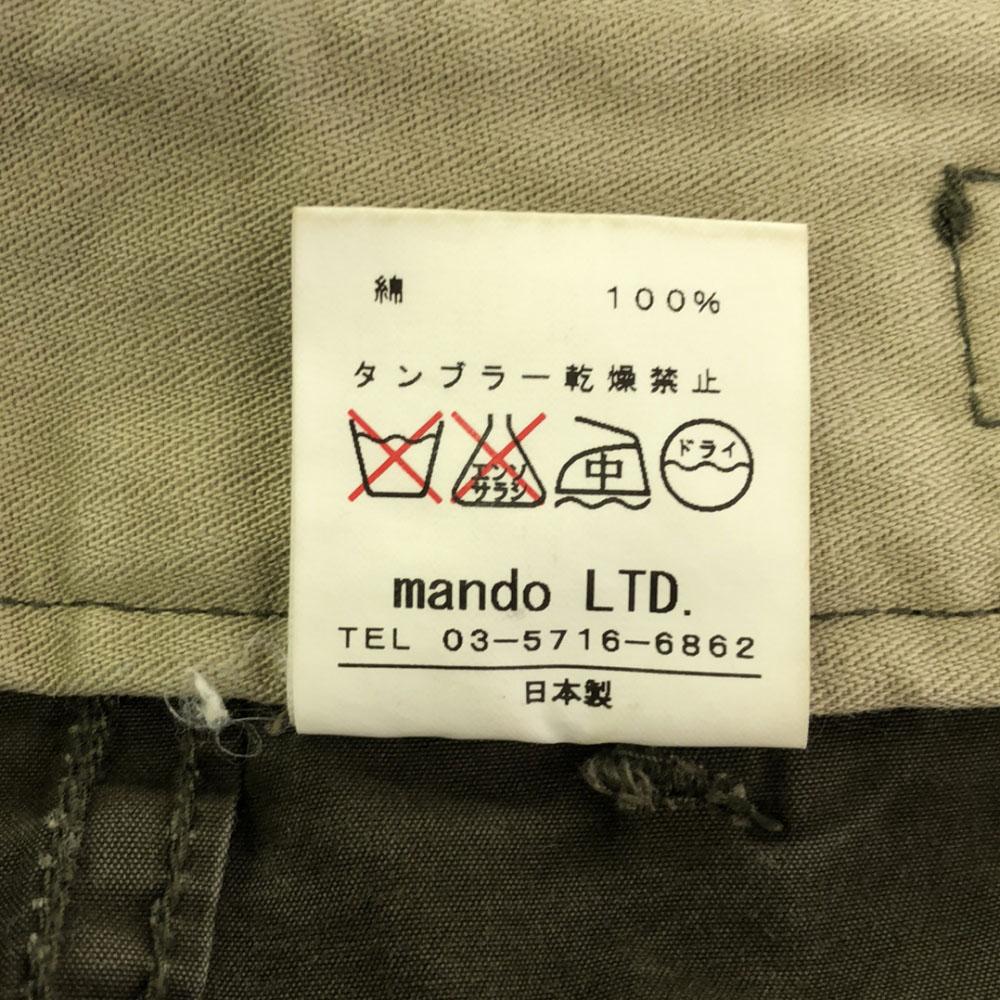 綿 100%
タンブラー乾燥禁止
エンソ
サラシ
中
ドライ
mando LTD.
TEL 03-5716-6862
日本製